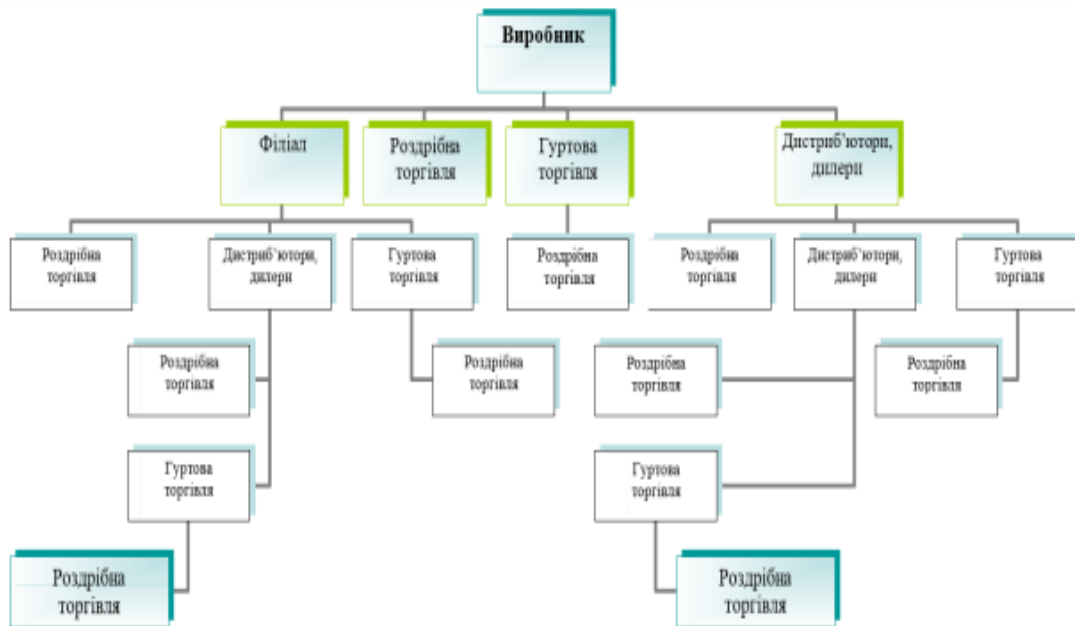 Виробник
Філіал
Роздрібна
торгівля
Гуртова
торгівля
Дистриб’ютори,
дилери
Роздрібна
торгівля
Дистриб’ютори,
дилери
Гуртова
торгівля
Роздрібна
торгівля
Роздрібна
торгівля
Дистриб’ютори,
дилери
Гуртова
торгівля
Роздрібна
торгівля
Роздрібна
торгівля
Роздрібна
торгівля
Роздрібна
торгівля
Гуртова
торгівля
Гуртова
торгівля
Роздрібна
торгівля
Роздрібна
торгівля